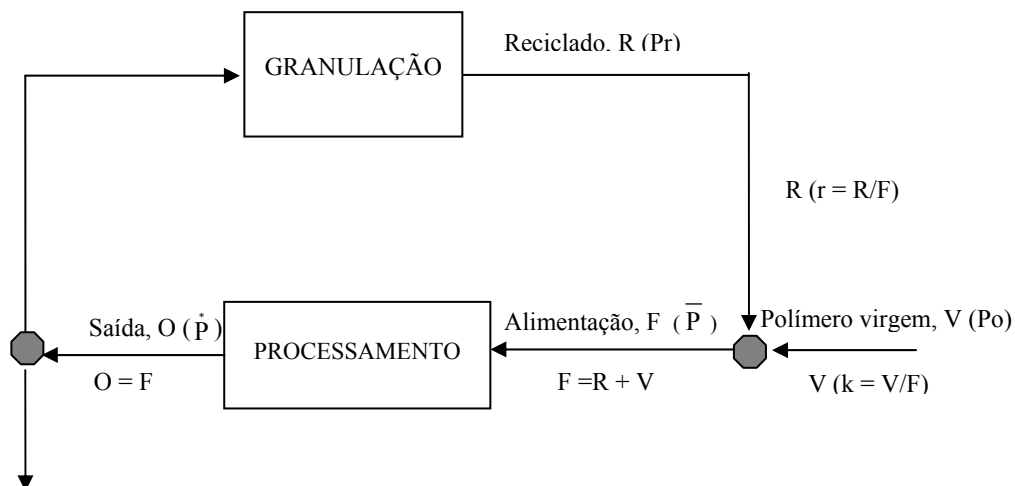 Reciclado, R (Pr)
GRANULAÇÃO
R (r = R/F)
Saída, O ( P̊ )
PROCESSAMENTO
Alimentação, F ( P̅ )
Polímero virgem, V (Po)
O = F
F =R + V
V (k = V/F)